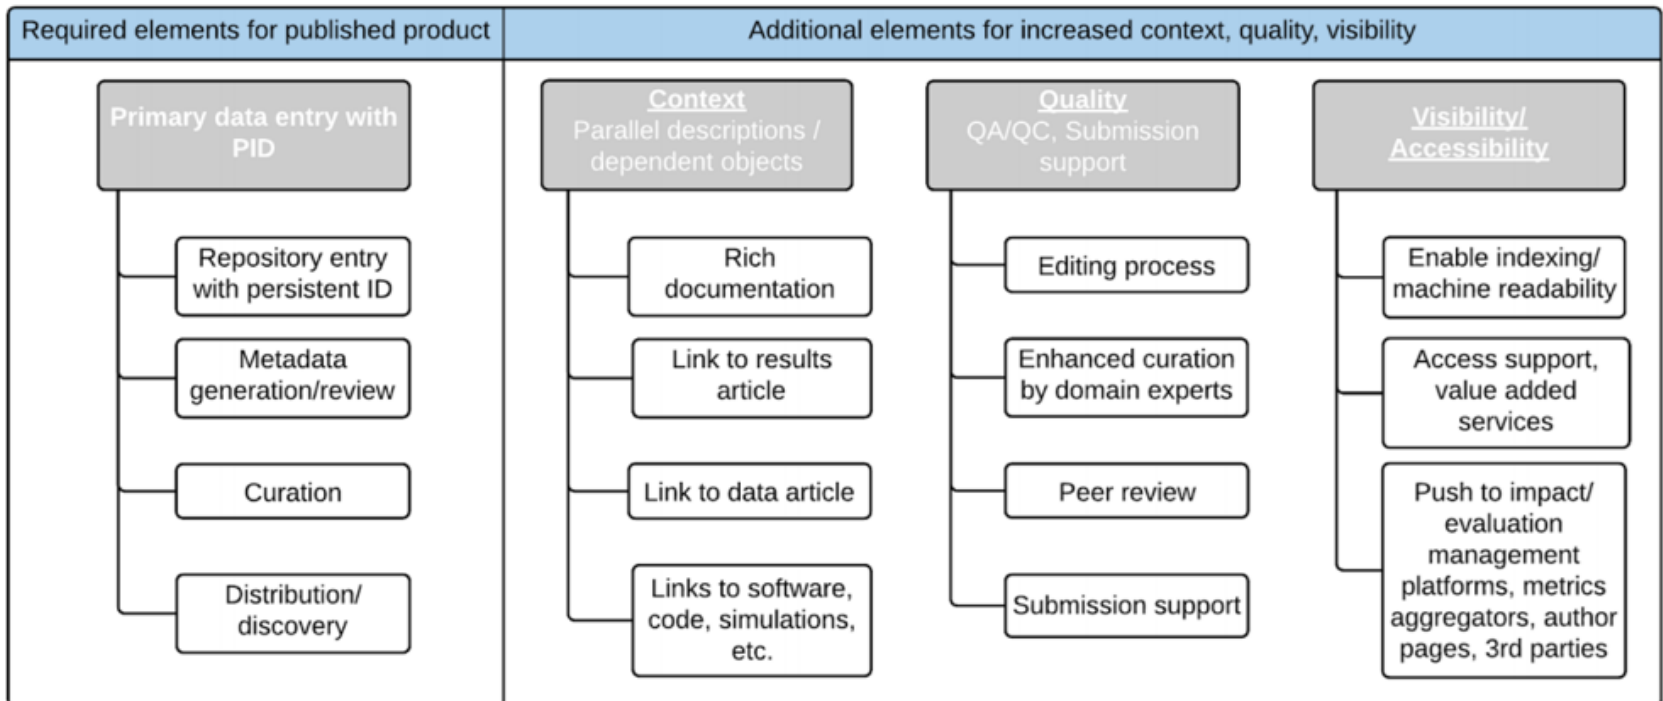 Required elements for published product
Additional elements for increased context, quality, visibility
Primary data entry with
PID
Repository entry
with persistent ID
Metadata
generation/review
Curation
Distribution/
discovery
Context
Parallel descriptions /
dependent objects
Rich
documentation
Link to results
article
Link to data article
Links to software,
code, simulations,
etc.
Quality
QA/QC, Submission
support
Editing process
Enhanced curation
by domain experts
Peer review
Submission support
Visibility/
Accessibility
Enable indexing/
machine readability
Access support,
value added
services
Push to impact/
evaluation
management
platforms, metrics
aggregators, author
pages, 3rd parties